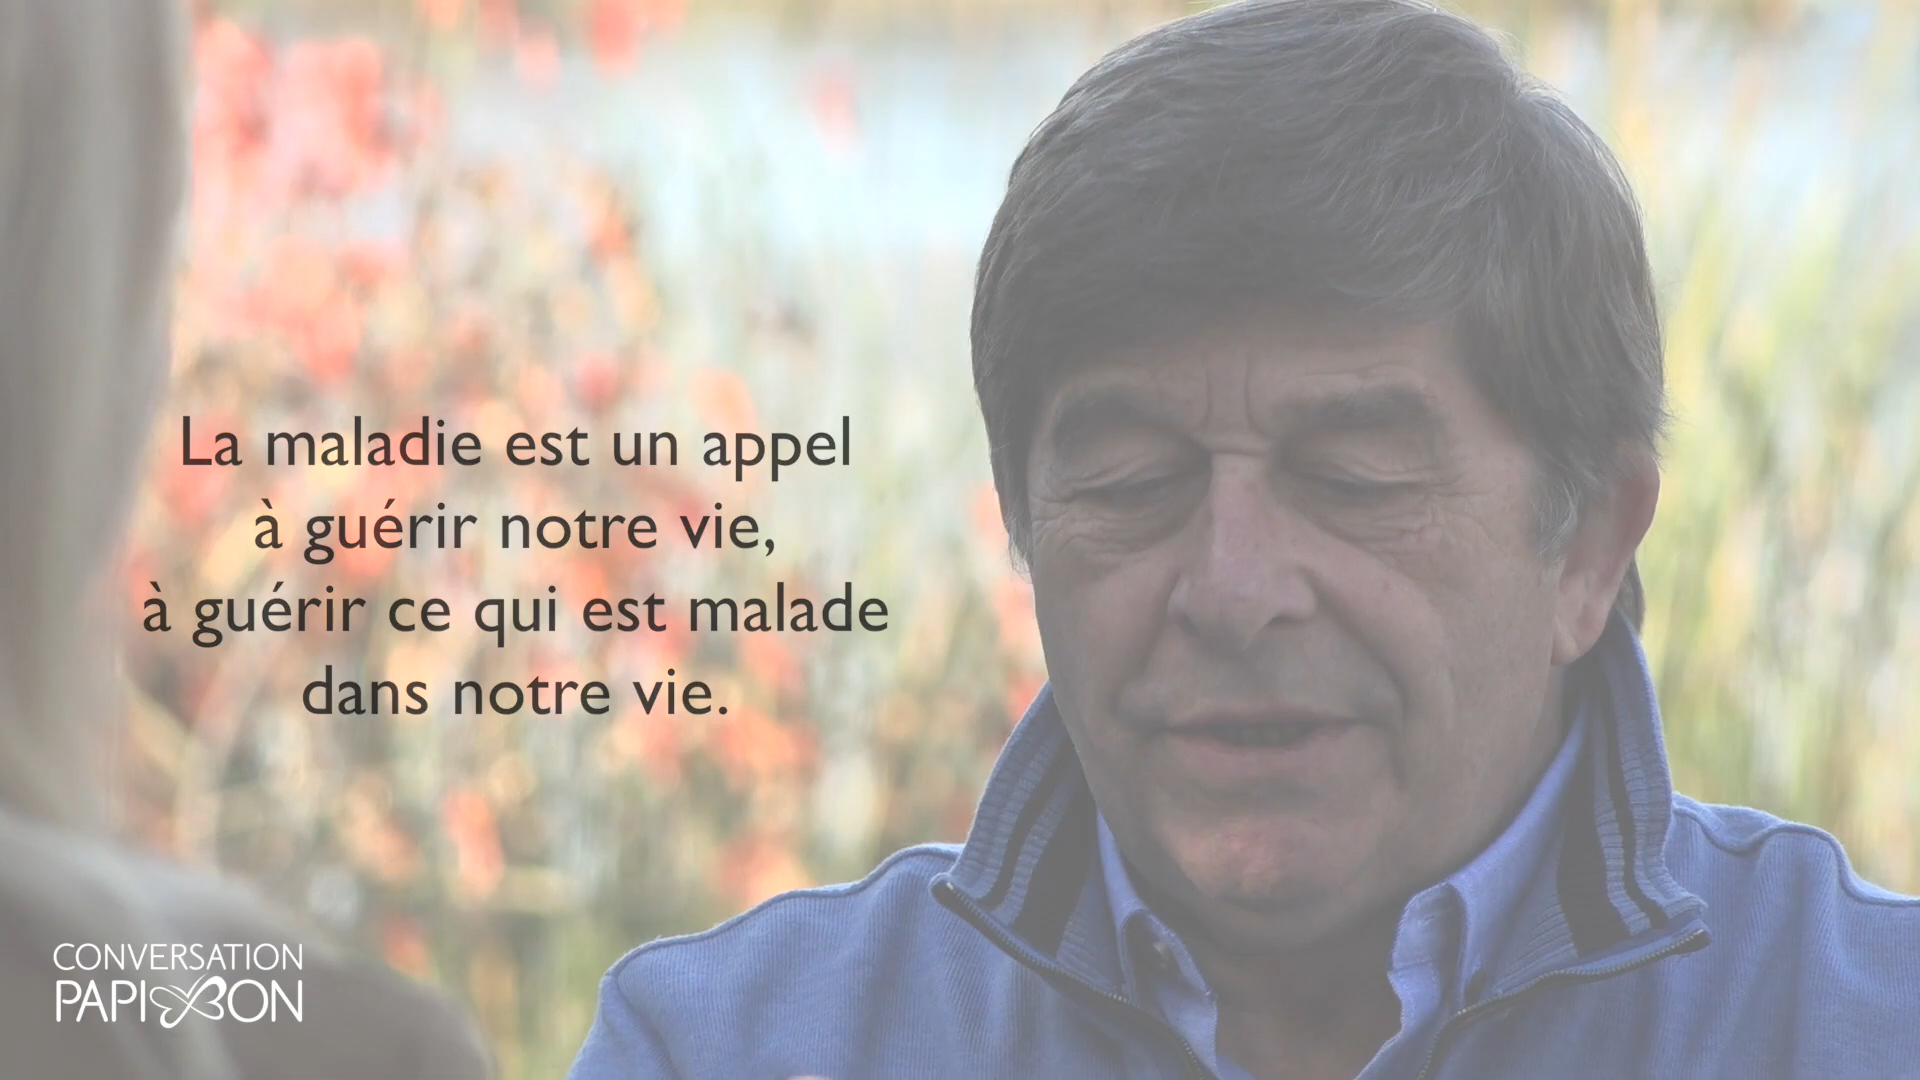 La maladie est un appel
à guérir notre vie,
à guérir ce qui est malade
dans notre vie.
CONVERSATION
PAPILLON